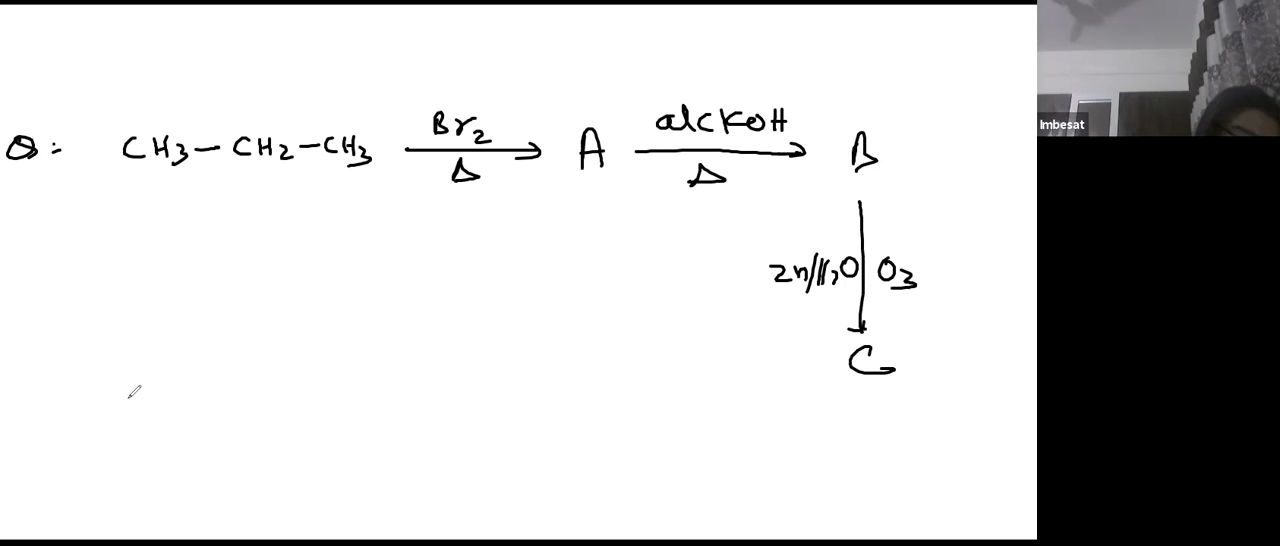 Q: CH3-CH2-CH3 Br2 Δ → A alcKOH Δ → B
Zn/H2O O3
C
Imbesat